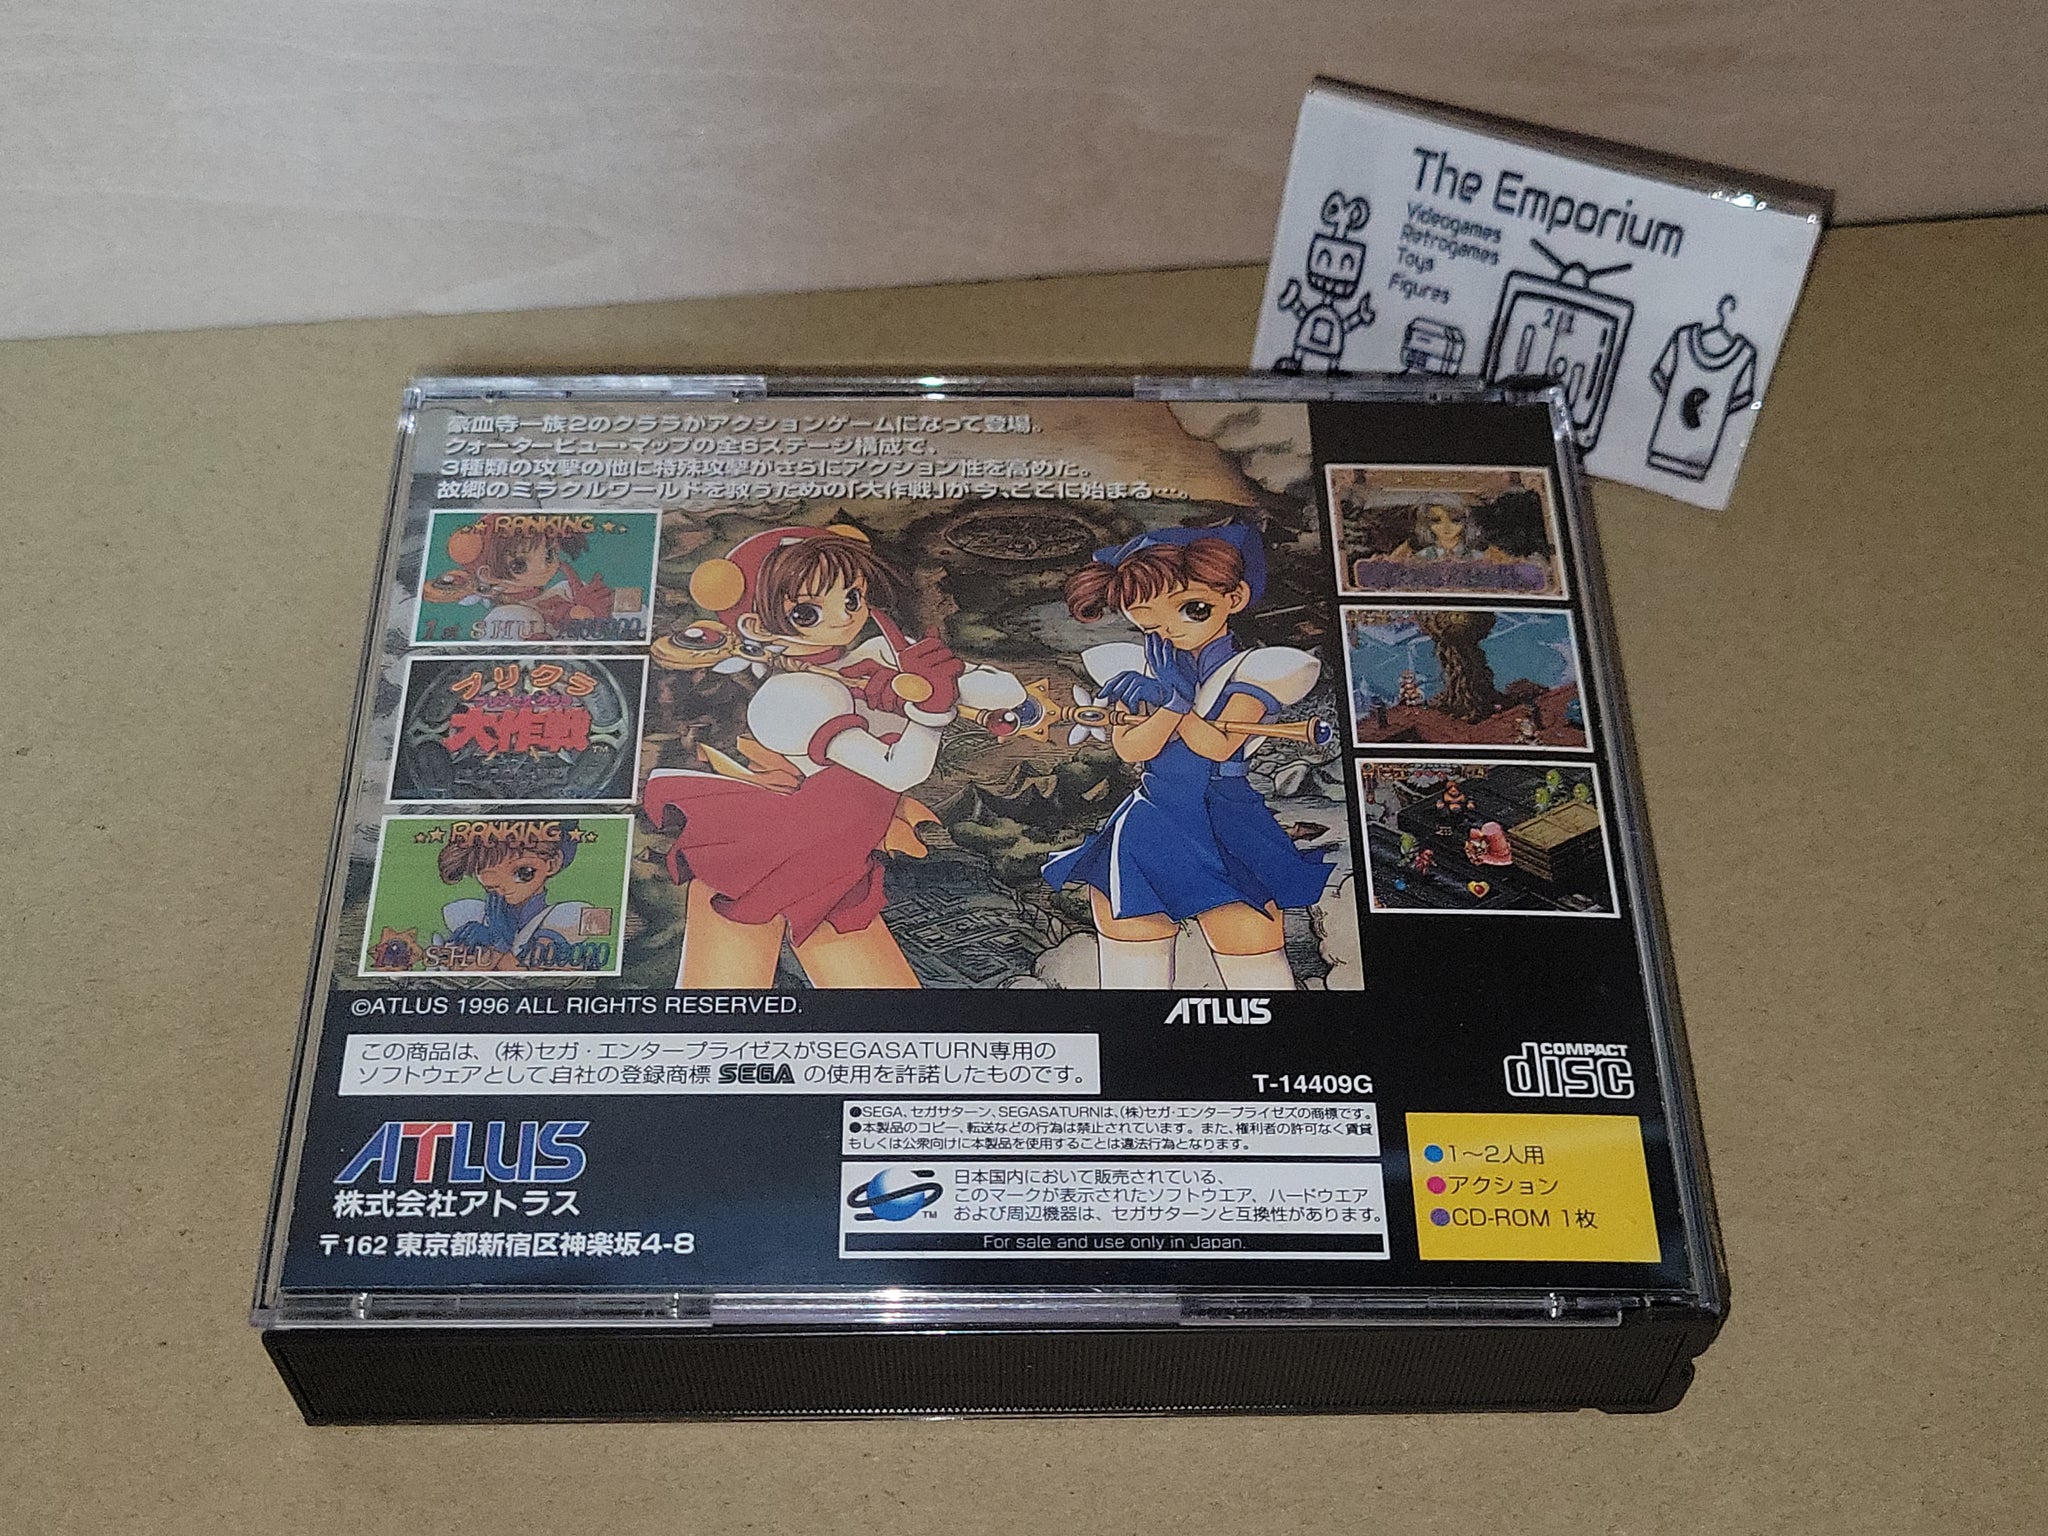 The Emporium
Videogames
Retrogames
Toys
Figures
豪血寺一族2のクララがアクションゲームになって登場。
クォータービュー・マップの全6ステージ構成で、
3種類の攻撃の他に特殊攻撃がさらにアクション性を高めた。
故郷のミラクルワールドを救うための「大作戦」が今、ここに始まる…。
RANKING
1st SHU 1000000
プリクラ
大作戦
TM
RANKING
SHU 1000000
©ATLUS 1996 ALL RIGHTS RESERVED.
ATLUS
この商品は、(株)セガ・エンタープライゼスがSEGASATURN専用の
ソフトウェアとして、自社の登録商標 SEGA の使用を許諾したものです。
T-14409G
COMPACT
disc
ATLUS
株式会社アトラス
〒162 東京都新宿区神楽坂4-8
●SEGA、セガサターン、SEGASATURNは、(株)セガ・エンタープライゼスの商標です。
●本製品のコピー、転送などの行為は禁止されています。また、権利者の許可なく賃貸
もしくは公衆向けに本製品を使用することは違法行為となります。
TM
日本国内において販売されている、
このマークが表示されたソフトウエア、ハードウエア
および周辺機器は、セガサターンと互換性があります。
For sale and use only in Japan.
●1〜2人用
●アクション
●CD-ROM 1枚